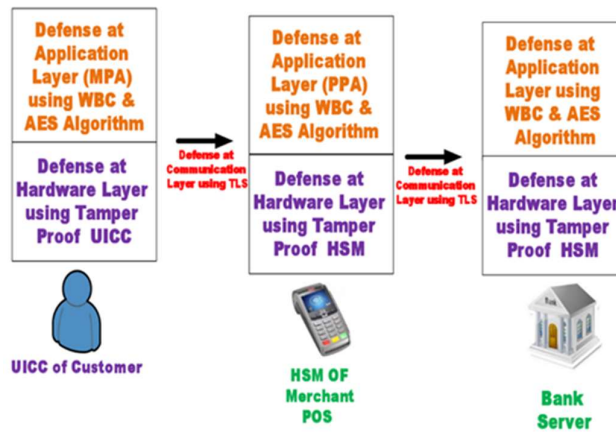 Defense at
Application
Layer (MPA)
using WBC &
AES Algorithm
Defense at
Hardware Layer
using Tamper
Proof UICC
UICC of Customer
Defense at
Communication
Layer using TLS
Defense at
Application
Layer (PPA)
using WBC &
AES Algorithm
Defense at
Hardware Layer
using Tamper
Proof HSM
HSM OF
Merchant
POS
Defense at
Communication
Layer using TLS
Defense at
Application
Layer using
WBC & AES
Algorithm
Defense at
Hardware Layer
using Tamper
Proof HSM
Bank
Server